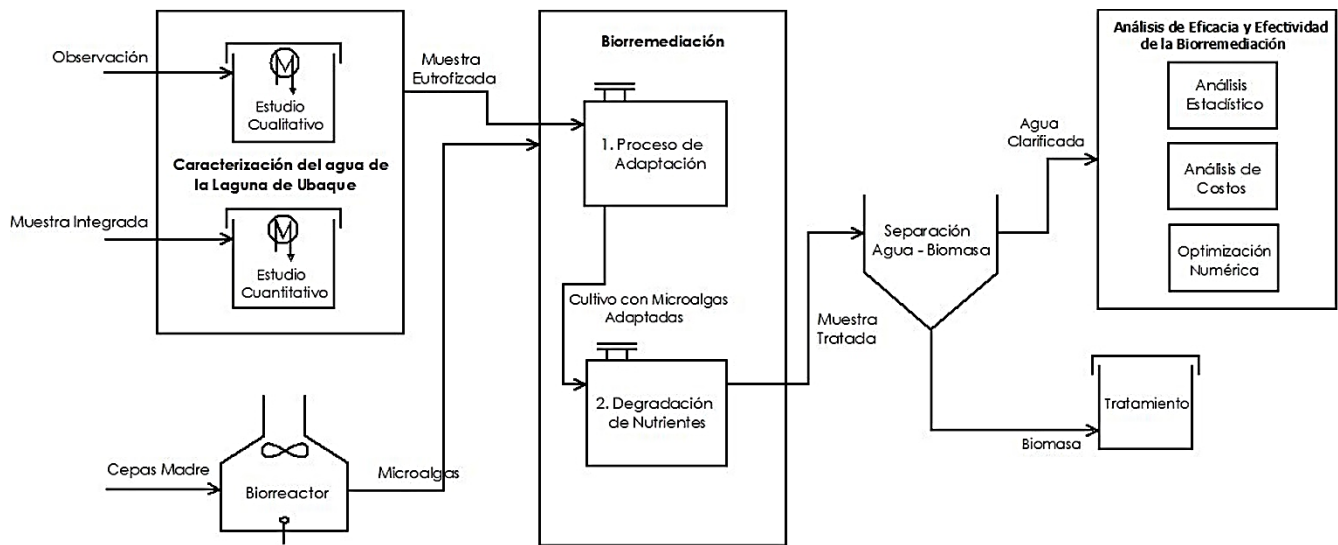 Observación
M
Estudio
Cualitativo
Caracterización del agua de
la Laguna de Ubaque
Muestra Integrada
M
Estudio
Cuantitativo
Muestra
Eutrofizada
Cepas Madre
Biorreactor
Microalgas
Biorremediación
1. Proceso de
Adaptación
Cultivo con Microalgas
Adaptadas
2. Degradación
de Nutrientes
Muestra
Tratada
Separación
Agua - Biomasa
Agua
Clarificada
Biomasa
Tratamiento
Análisis de Eficacia y Efectividad
de la Biorremediación
Análisis
Estadístico
Análisis de
Costos
Optimización
Numérica